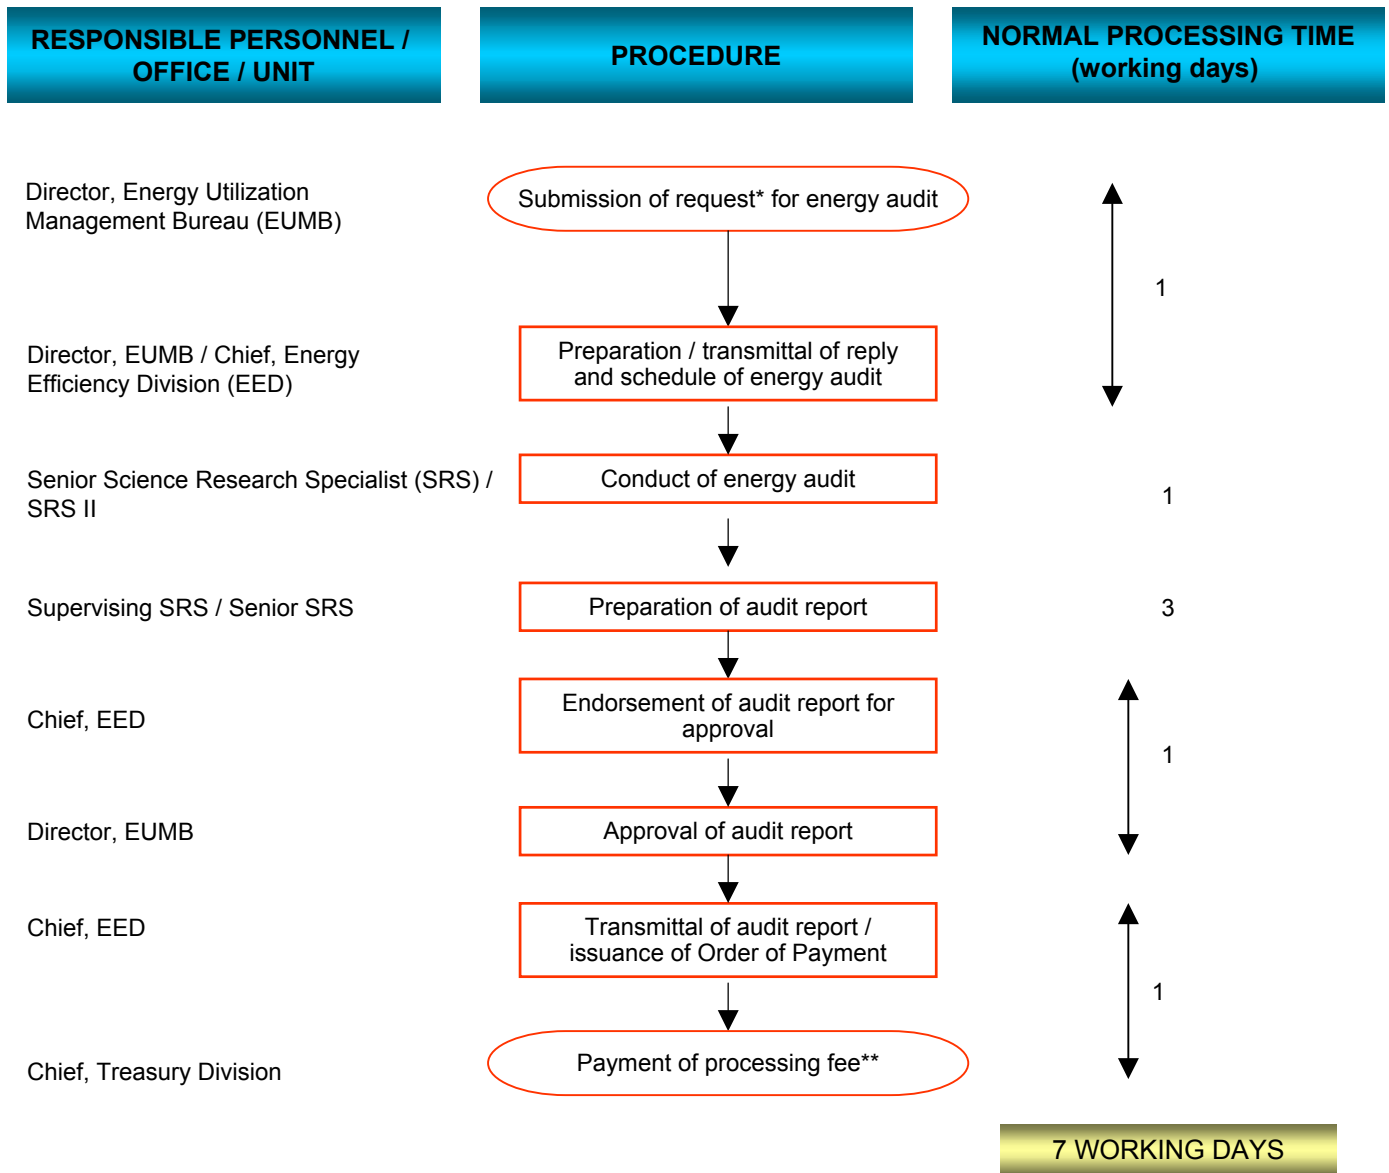 RESPONSIBLE PERSONNEL /
OFFICE / UNIT
PROCEDURE
NORMAL PROCESSING TIME
(working days)
Director, Energy Utilization
Management Bureau (EUMB)
Submission of request* for energy audit
1
Director, EUMB / Chief, Energy
Efficiency Division (EED)
Preparation / transmittal of reply
and schedule of energy audit
Senior Science Research Specialist (SRS) /
SRS II
Conduct of energy audit
1
Supervising SRS / Senior SRS
Preparation of audit report
3
Chief, EED
Endorsement of audit report for
approval
1
Director, EUMB
Approval of audit report
Chief, EED
Transmittal of audit report /
issuance of Order of Payment
1
Chief, Treasury Division
Payment of processing fee**
7 WORKING DAYS